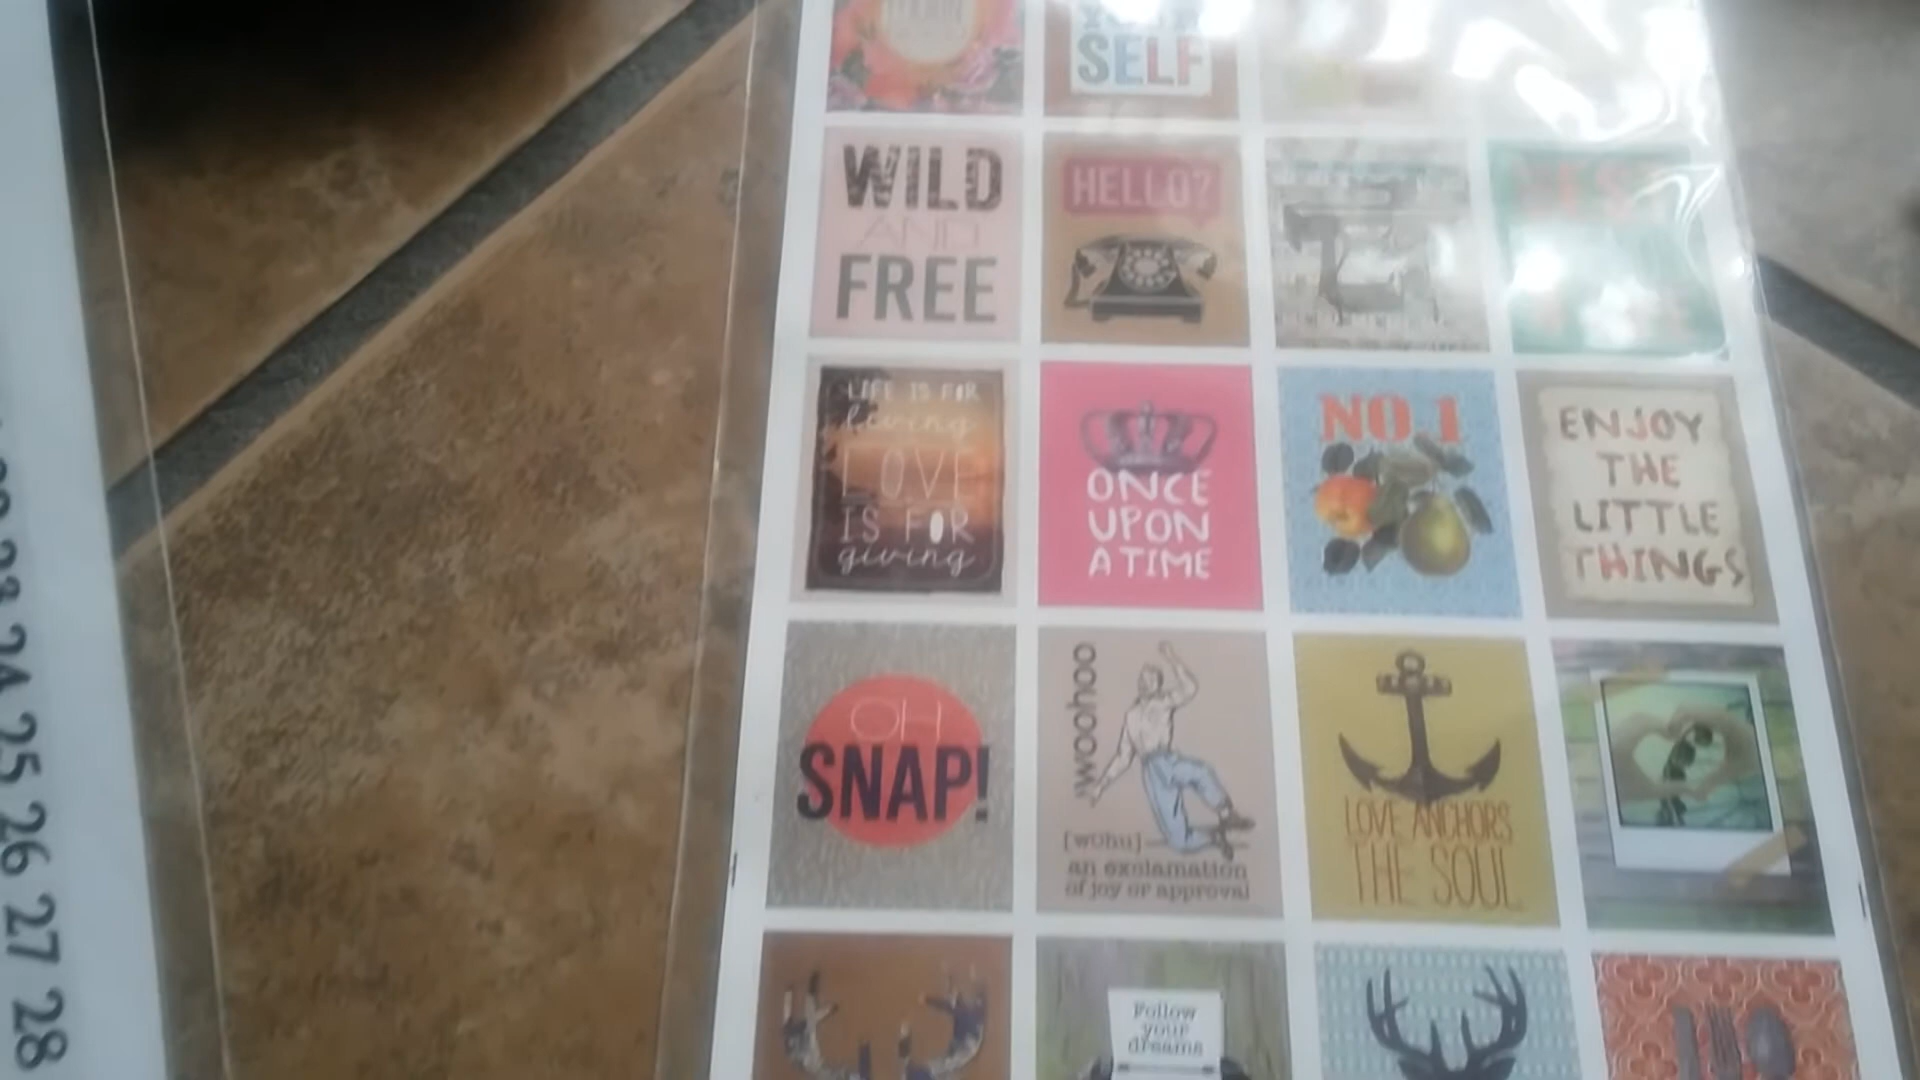 SELF
WILD
AND
FREE
HELLO?
LIFE IS FOR
living
LOVE
IS FOR
giving
ONCE
UPON
A TIME
NO.1
ENJOY
THE
LITTLE
THINGS
OH
SNAP!
'woohoo
[wohu]
an exclamation
of joy or approval
LOVE ANCHORS
THE SOUL
Follow
your
dreams
23 24 25 26 27 28